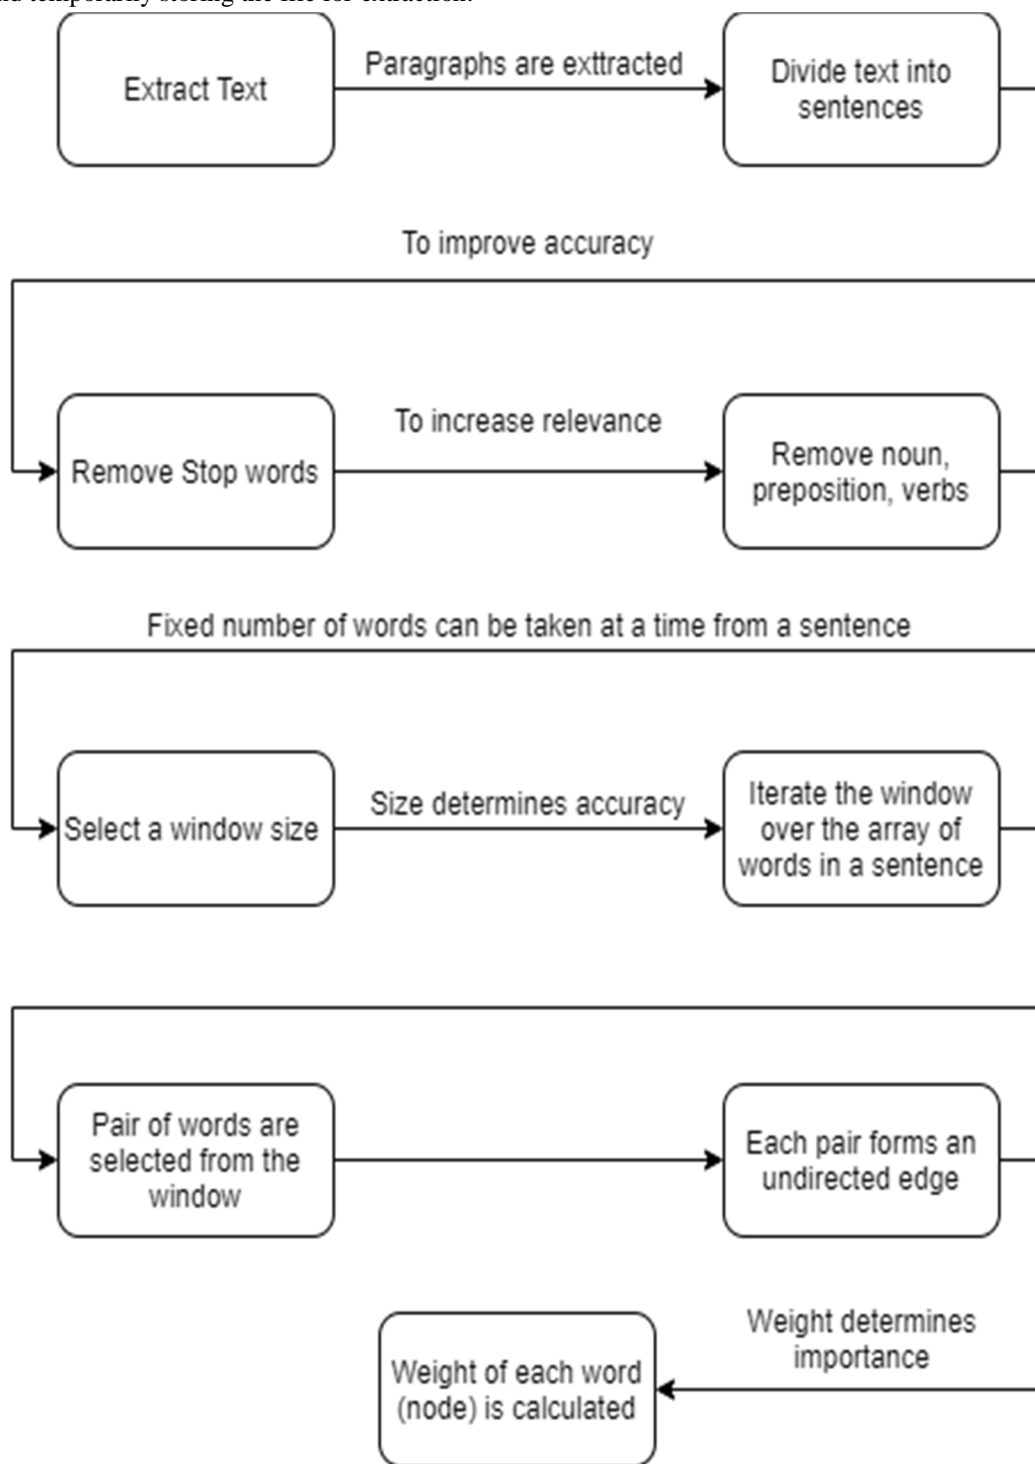 temporarily storing the file for extraction.
Extract Text
Paragraphs are exttracted
Divide text into
sentences
To improve accuracy
Remove Stop words
To increase relevance
Remove noun,
preposition, verbs
Fixed number of words can be taken at a time from a sentence
Select a window size
Size determines accuracy
Iterate the window
over the array of
words in a sentence
Pair of words are
selected from the
window
Each pair forms an
undirected edge
Weight determines
importance
Weight of each word
(node) is calculated